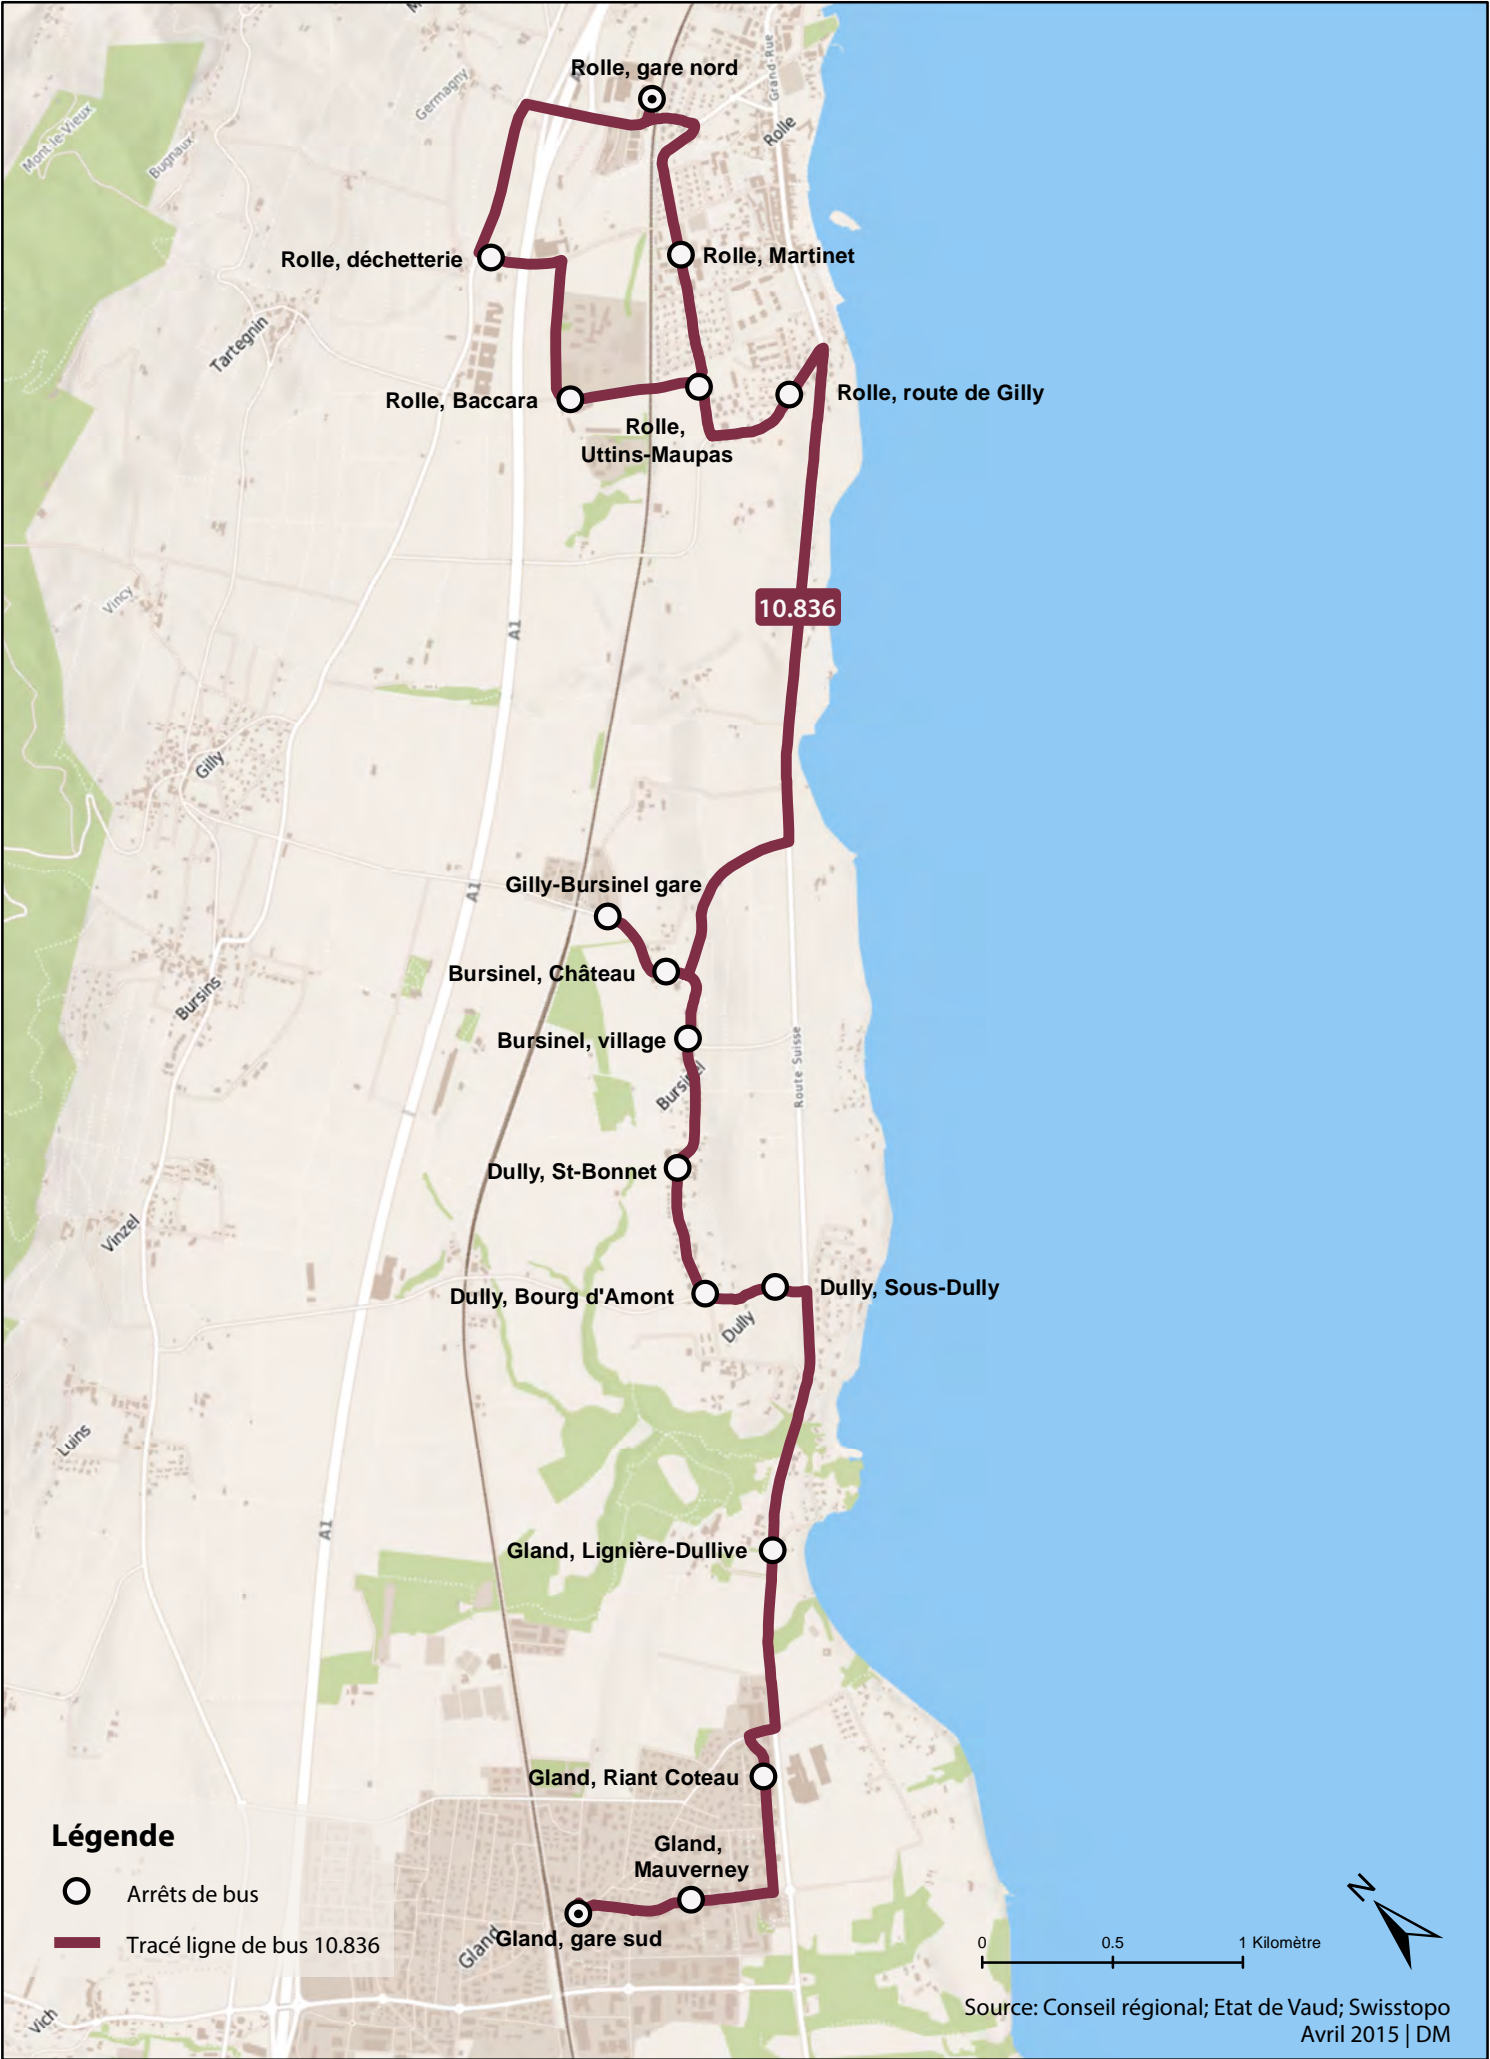 Rolle, gare nord
Grand-Rue
Germagny
Mont-le-Vieux
Bugnaux
Rolle
Rolle, déchetterie
Rolle, Martinet
Tartegnin
Rolle, Baccara
Rolle, route de Gilly
Rolle,
Uttins-Maupas
Vincy
10.836
A1
Gilly
Gilly-Bursinel gare
A1
Bursinel, Château
Bursins
Bursinel, village
Route Suisse
Bursinel
Dully, St-Bonnet
Vinzel
Dully, Bourg d'Amont
Dully, Sous-Dully
Dully
Luins
A1
Gland, Lignière-Dullive
Gland, Riant Coteau
Légende
Gland,
Mauverney
Arrêts de bus
Gland, gare sud
Tracé ligne de bus 10.836
Gland
N
0 0.5 1 Kilomètre
Vich
Source: Conseil régional; Etat de Vaud; Swisstopo
Avril 2015 | DM